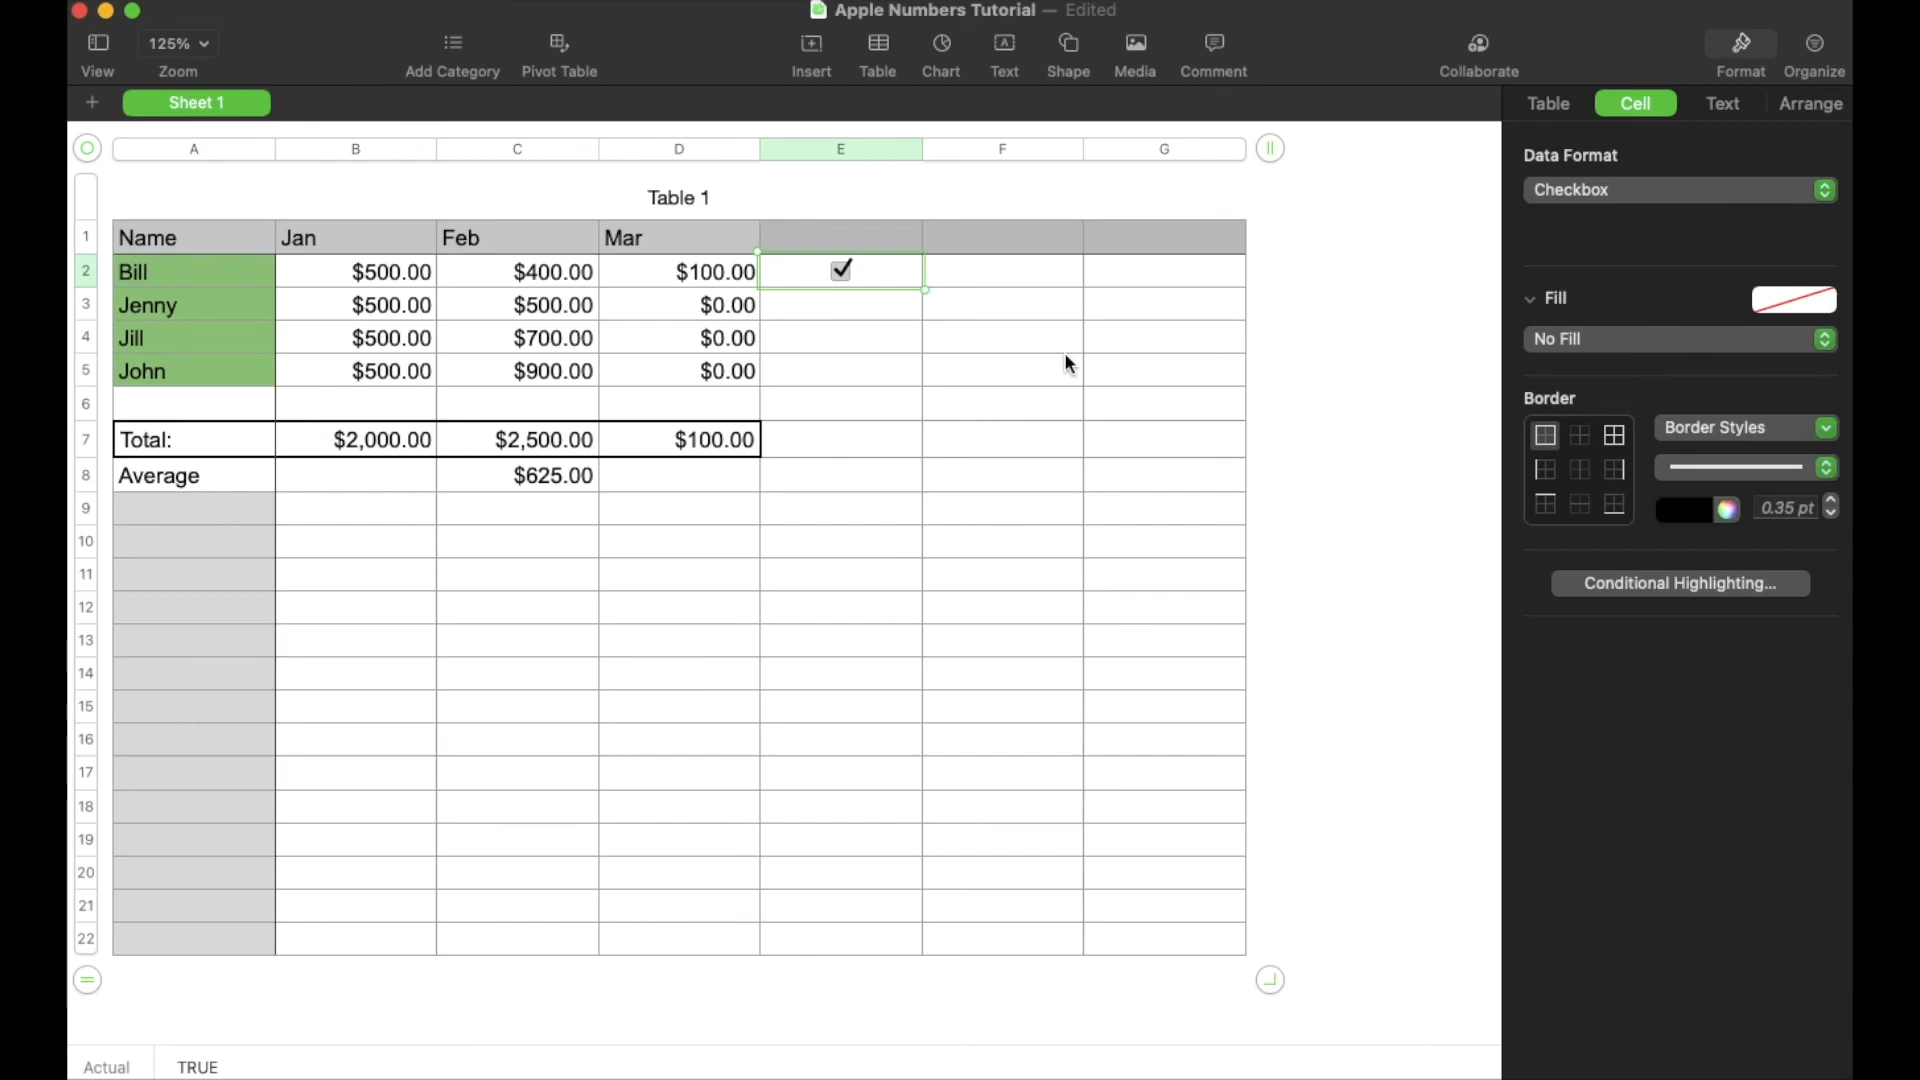 Apple Numbers Tutorial — Edited
125%
View
Zoom
Add Category
Pivot Table
Insert
Table
Chart
Text
Shape
Media
Comment
Collaborate
Format
Organize
Sheet 1
Table
Cell
Text
Arrange
A B C D E F G
Table 1
1 Name Jan Feb Mar
2 Bill $500.00 $400.00 $100.00
3 Jenny $500.00 $500.00 $0.00
4 Jill $500.00 $700.00 $0.00
5 John $500.00 $900.00 $0.00
6
7 Total: $2,000.00 $2,500.00 $100.00
8 Average $625.00
9
10
11
12
13
14
15
16
17
18
19
20
21
22
Data Format
Checkbox
Fill
No Fill
Border
Border Styles
0.35 pt
Conditional Highlighting...
Actual TRUE